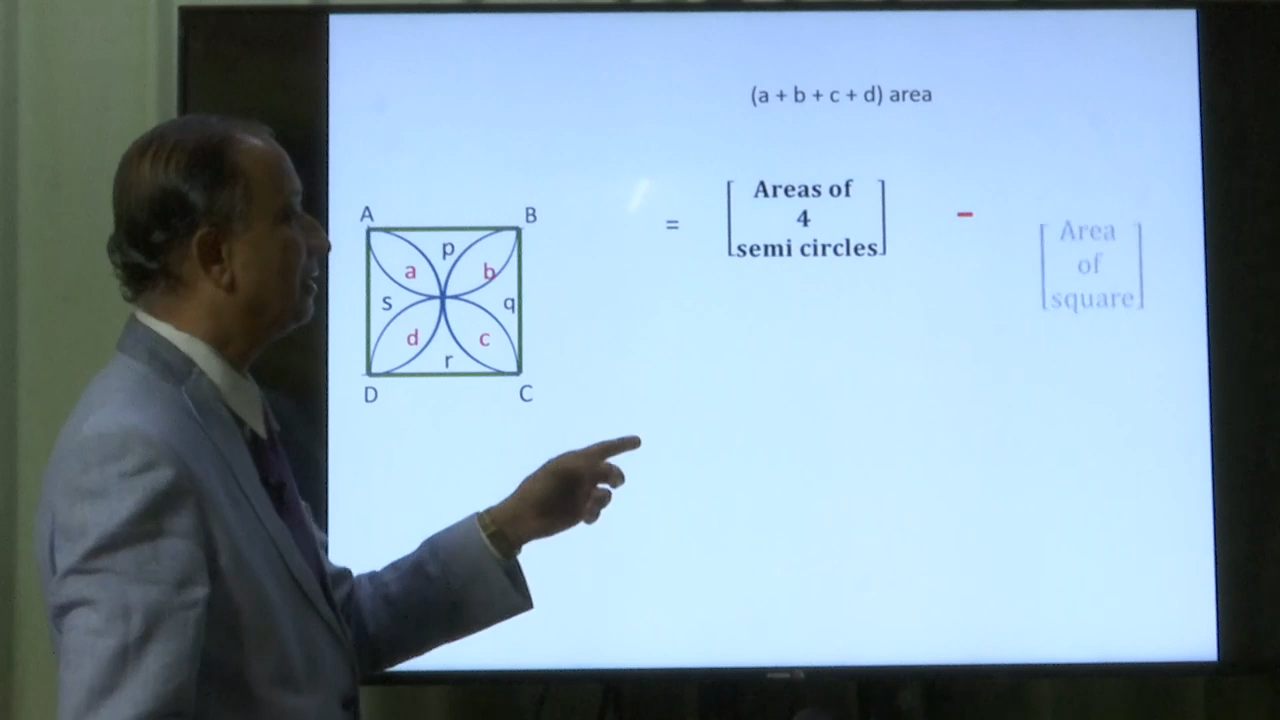 (a + b + c + d) area
= Areas of
4
semi circles
−
Area
of
square
A B
p
a b
s q
d c
r
D C